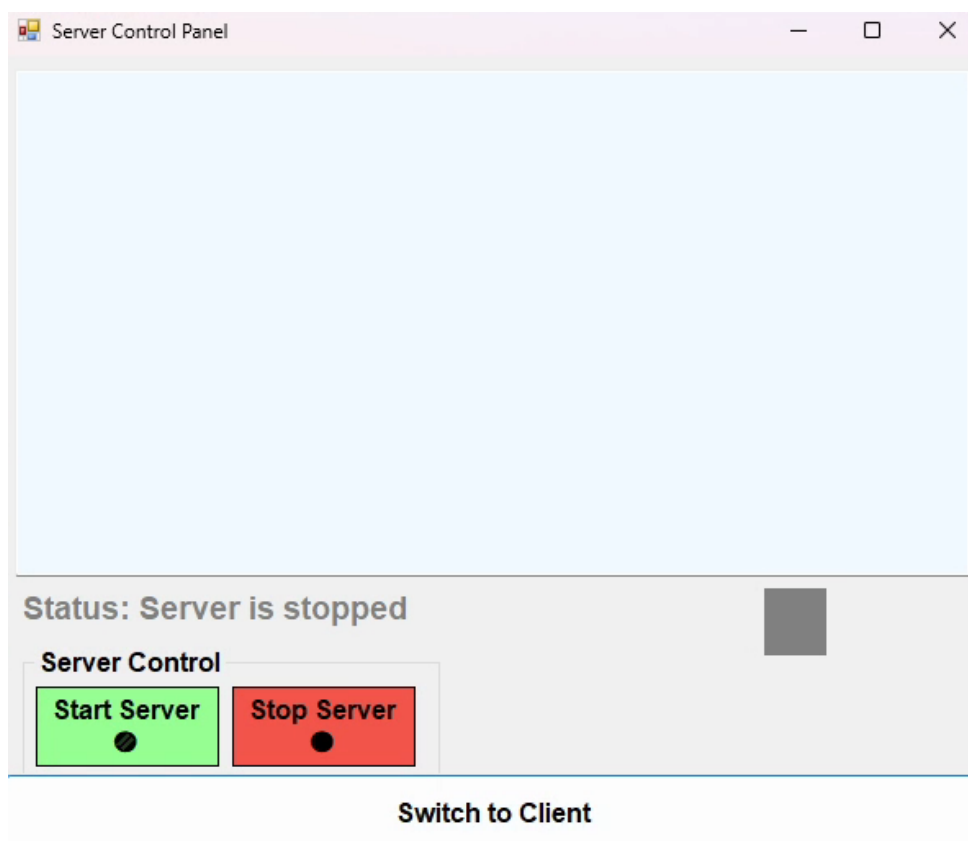 Server Control Panel
Status: Server is stopped
Server Control
Start Server
Stop Server
Switch to Client